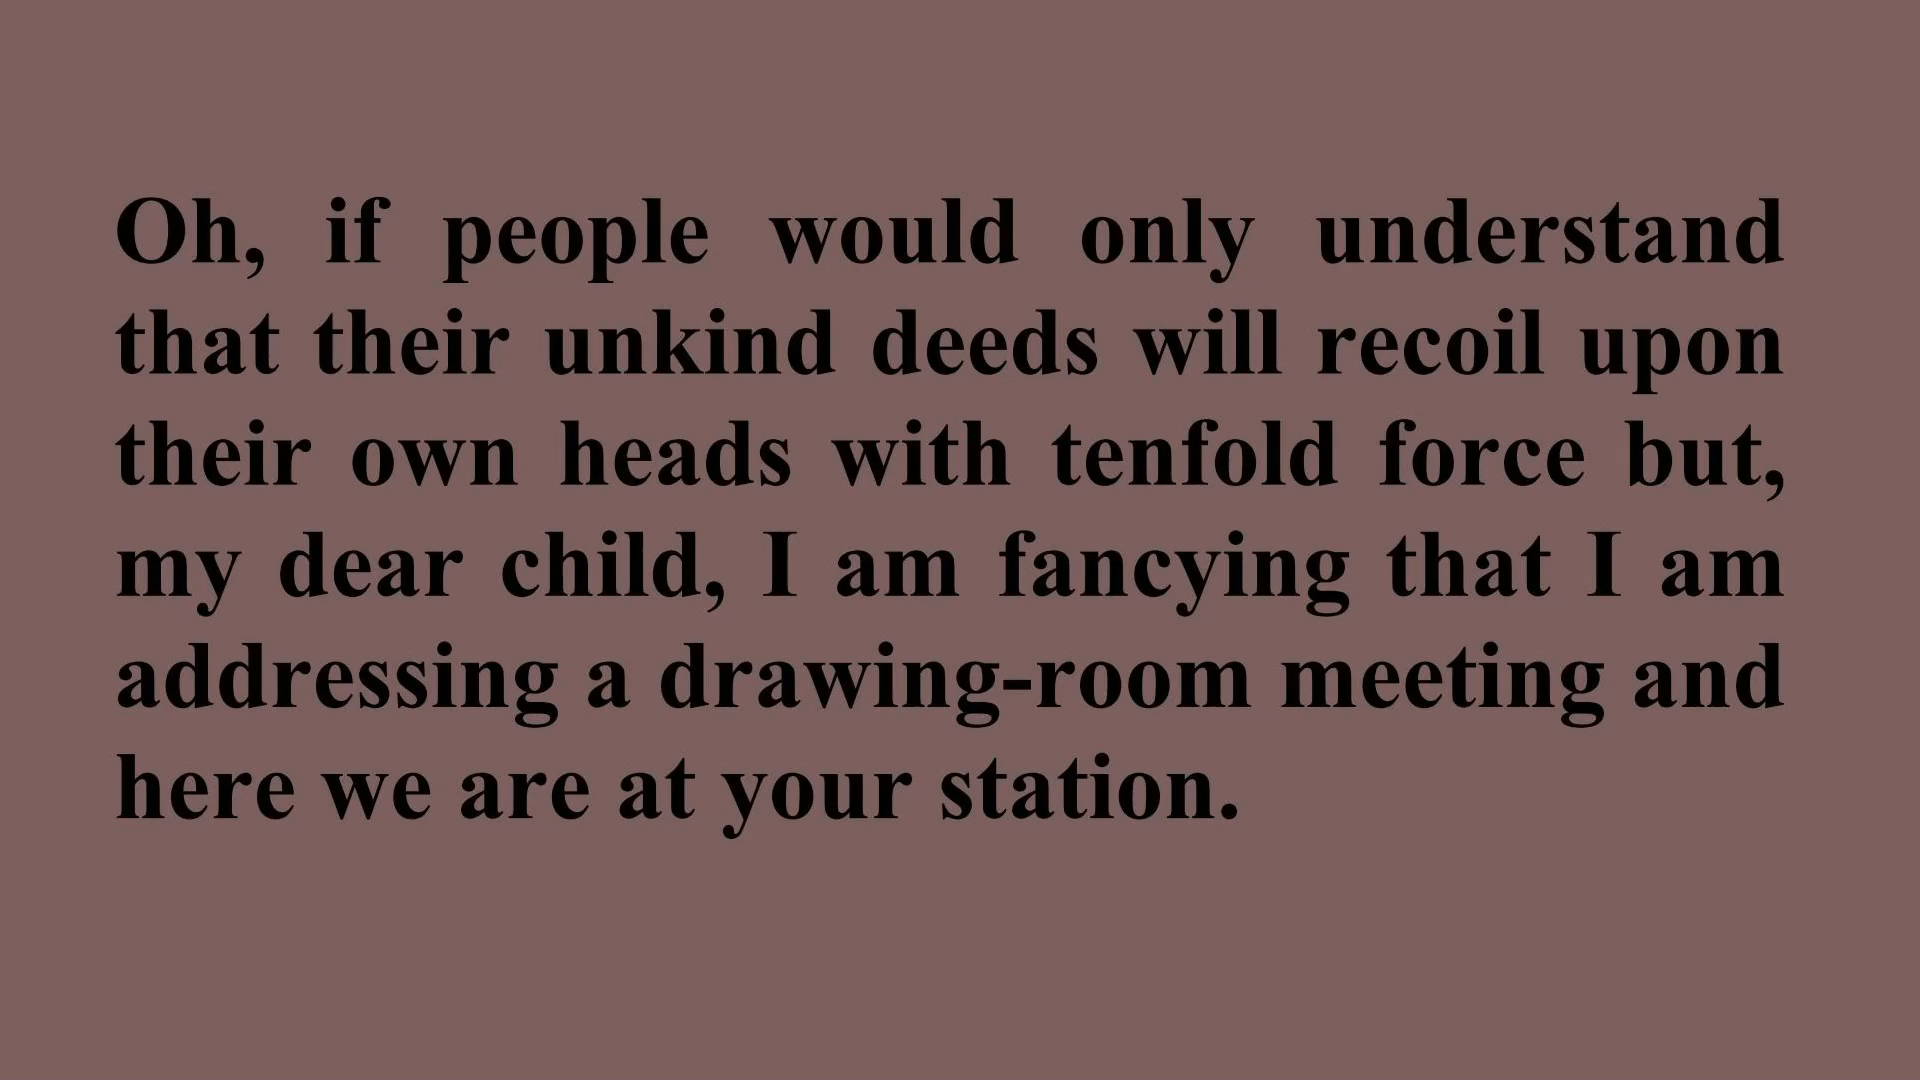 Oh, if people would only understand
that their unkind deeds will recoil upon
their own heads with tenfold force but,
my dear child, I am fancying that I am
addressing a drawing-room meeting and
here we are at your station.